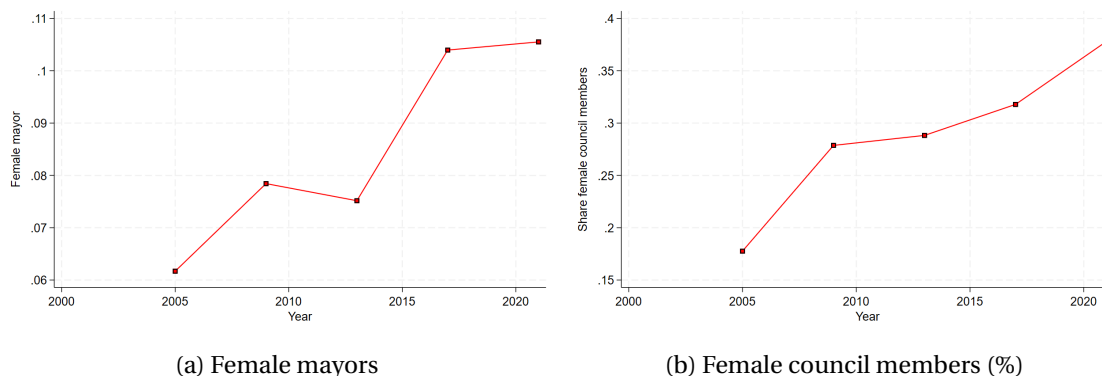 .11
.1
.09
.08
.07
.06
Female mayor
2000 2005 2010 2015 2020
Year
(a) Female mayors
.4
.35
.3
.25
.2
.15
Share female council members
2000 2005 2010 2015 2020
Year
(b) Female council members (%)